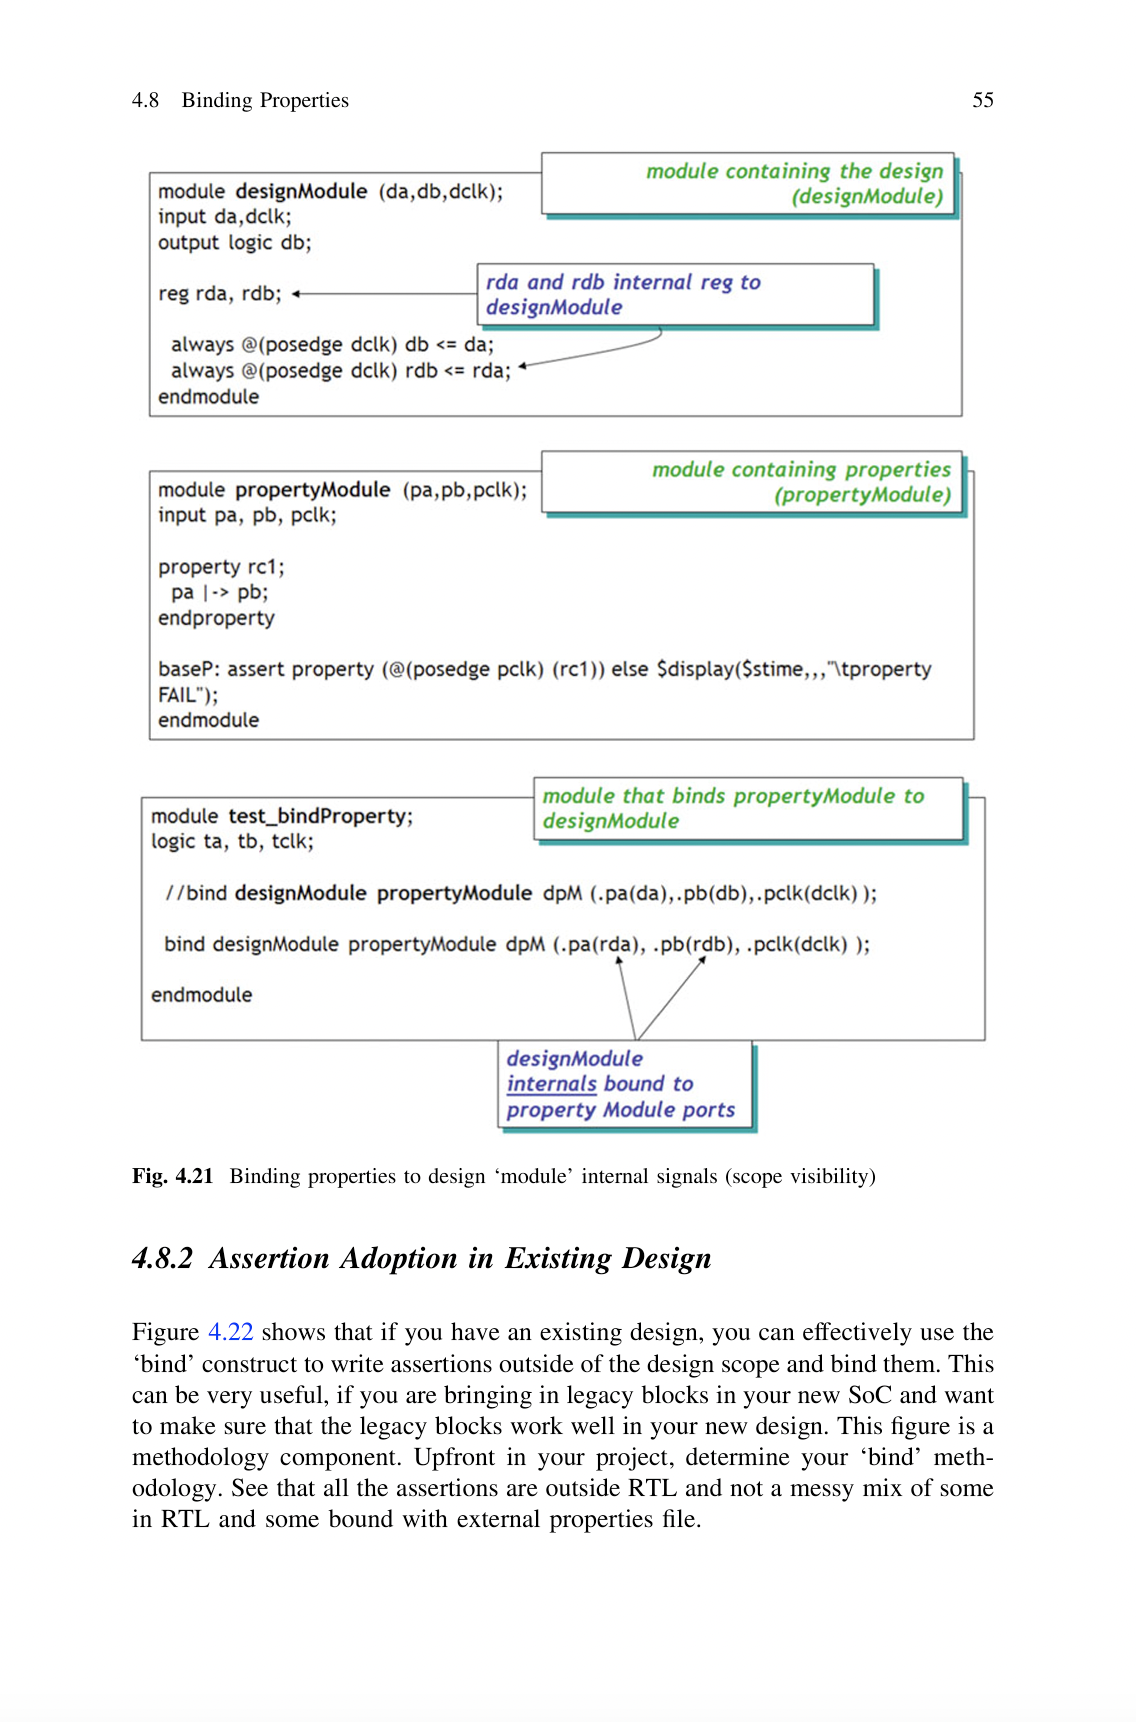 4.8 Binding Properties 55
module containing the design
(designModule)
module designModule (da,db,dclk);
input da,dclk;
output logic db;
rda and rdb internal reg to
designModule
reg rda, rdb;
always @(posedge dclk) db <= da;
always @(posedge dclk) rdb <= rda;
endmodule
module containing properties
(propertyModule)
module propertyModule (pa,pb,pclk);
input pa, pb, pclk;
property rc1;
pa |-> pb;
endproperty
baseP: assert property (@(posedge pclk) (rc1)) else $display($stime,,,"\tproperty
FAIL");
endmodule
module that binds propertyModule to
designModule
module test_bindProperty;
logic ta, tb, tclk;
//bind designModule propertyModule dpM (.pa(da),.pb(db),.pclk(dclk) );
bind designModule propertyModule dpM (.pa(rda), .pb(rdb), .pclk(dclk) );
endmodule
designModule
internals bound to
property Module ports
Fig. 4.21 Binding properties to design ‘module’ internal signals (scope visibility)
4.8.2 Assertion Adoption in Existing Design
Figure 4.22 shows that if you have an existing design, you can effectively use the
‘bind’ construct to write assertions outside of the design scope and bind them. This
can be very useful, if you are bringing in legacy blocks in your new SoC and want
to make sure that the legacy blocks work well in your new design. This figure is a
methodology component. Upfront in your project, determine your ‘bind’ meth-
odology. See that all the assertions are outside RTL and not a messy mix of some
in RTL and some bound with external properties file.